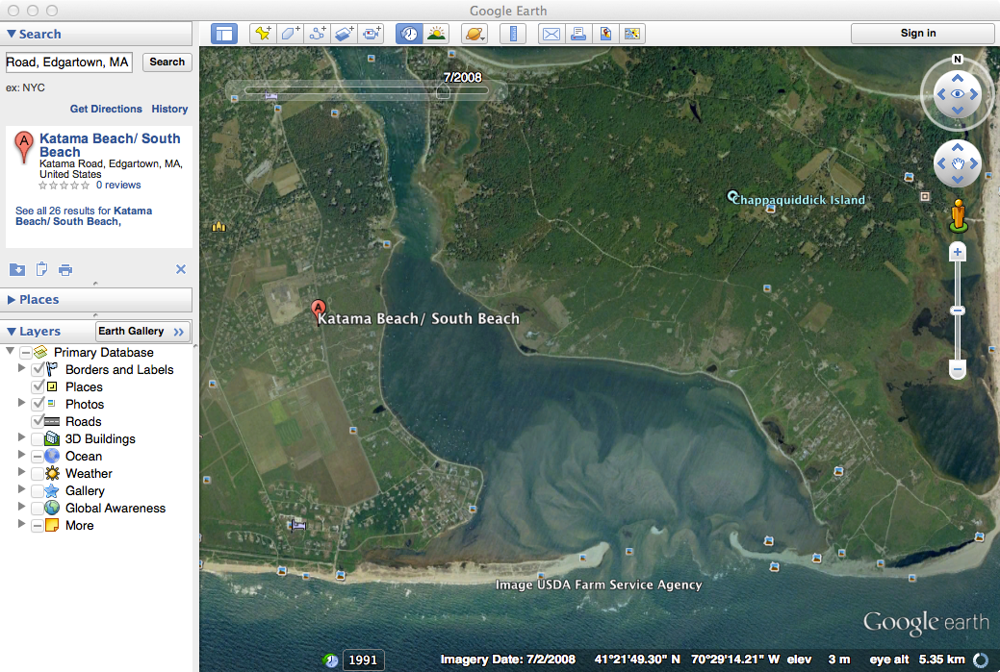 Google Earth
Search
Road, Edgartown, MA
Search
ex: NYC
Get Directions History
A
Katama Beach/ South
Beach
Katama Road, Edgartown, MA,
United States
0 reviews
See all 26 results for Katama
Beach/ South Beach,
Places
Layers
Earth Gallery »
Primary Database
Borders and Labels
Places
Photos
Roads
3D Buildings
Ocean
Weather
Gallery
Global Awareness
More
Sign in
7/2008
N
Chappaquiddick Island
A
Katama Beach/ South Beach
Image USDA Farm Service Agency
Google earth
1991
Imagery Date: 7/2/2008 41°21'49.30" N 70°29'14.21" W elev 3 m eye alt 5.35 km